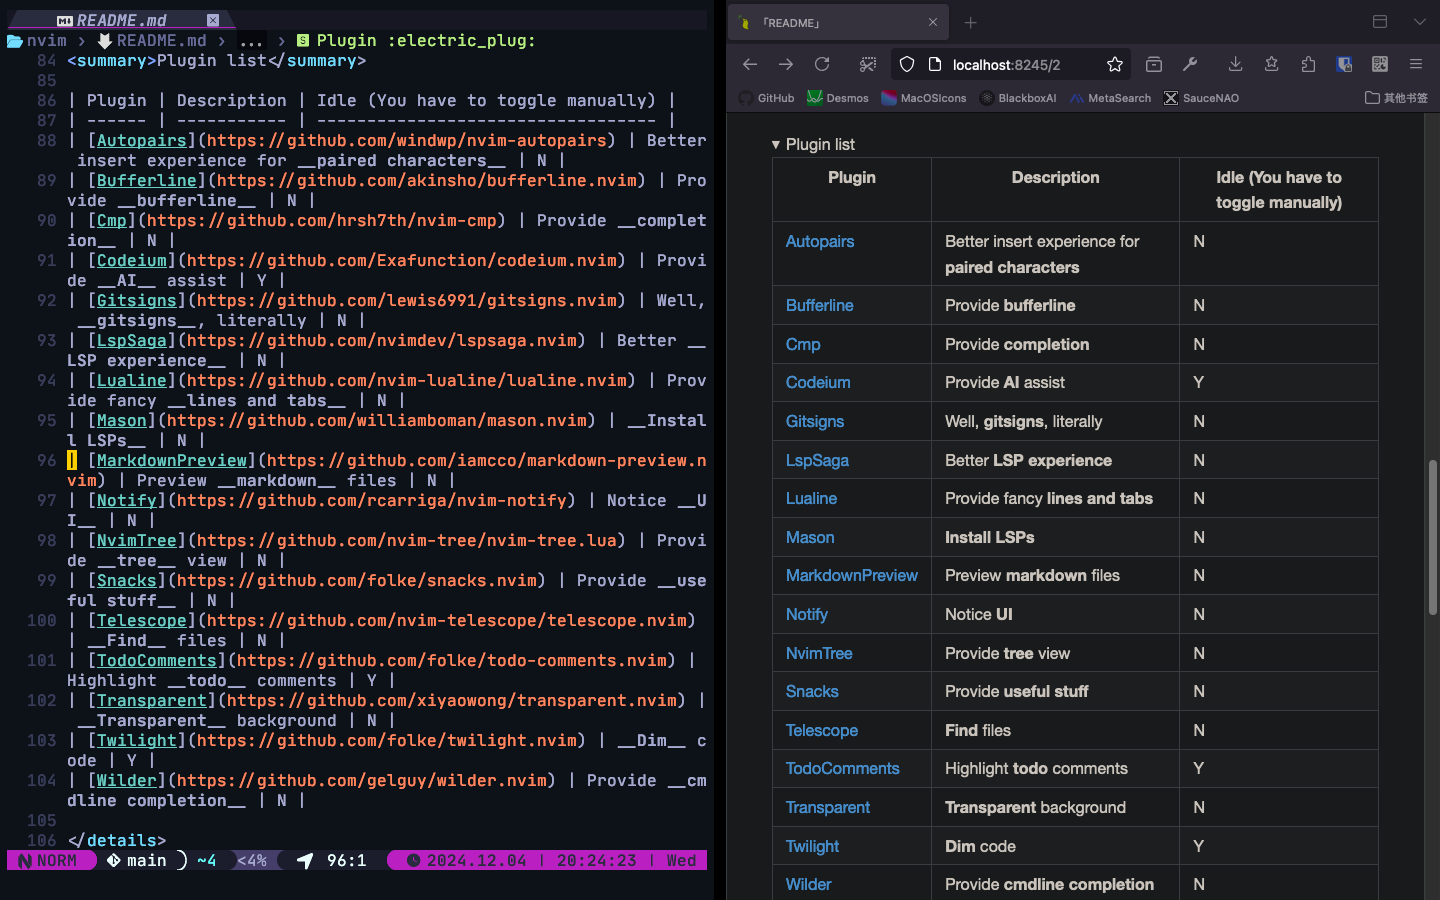 README.md
nvim › README.md › ... › Plugin :electric_plug:
84 <summary>Plugin list</summary>
85
86 | Plugin | Description | Idle (You have to toggle manually) |
87 | ------ | ----------- | ---------------------------------- |
88 | [Autopairs](https://github.com/windwp/nvim-autopairs) | Better
insert experience for __paired characters__ | N |
89 | [Bufferline](https://github.com/akinsho/bufferline.nvim) | Pro
vide __bufferline__ | N |
90 | [Cmp](https://github.com/hrsh7th/nvim-cmp) | Provide __complet
ion__ | N |
91 | [Codeium](https://github.com/Exafunction/codeium.nvim) | Provi
de __AI__ assist | Y |
92 | [Gitsigns](https://github.com/lewis6991/gitsigns.nvim) | Well,
__gitsigns__, literally | N |
93 | [LspSaga](https://github.com/nvimdev/lspsaga.nvim) | Better __
LSP experience__ | N |
94 | [Lualine](https://github.com/nvim-lualine/lualine.nvim) | Prov
ide fancy __lines and tabs__ | N |
95 | [Mason](https://github.com/williamboman/mason.nvim) | __Instal
l LSPs__ | N |
96 | [MarkdownPreview](https://github.com/iamcco/markdown-preview.n
vim) | Preview __markdown__ files | N |
97 | [Notify](https://github.com/rcarriga/nvim-notify) | Notice __U
I__ | N |
98 | [NvimTree](https://github.com/nvim-tree/nvim-tree.lua) | Provi
de __tree__ view | N |
99 | [Snacks](https://github.com/folke/snacks.nvim) | Provide __use
ful stuff__ | N |
100 | [Telescope](https://github.com/nvim-telescope/telescope.nvim)
| __Find__ files | N |
101 | [TodoComments](https://github.com/folke/todo-comments.nvim) |
Highlight __todo__ comments | Y |
102 | [Transparent](https://github.com/xiyaowong/transparent.nvim) |
__Transparent__ background | N |
103 | [Twilight](https://github.com/folke/twilight.nvim) | __Dim__ c
ode | Y |
104 | [Wilder](https://github.com/gelguy/wilder.nvim) | Provide __cm
dline completion__ | N |
105
106 </details>
NORM main ~4 <4% 96:1 2024.12.04 | 20:24:23 | Wed
「README」
localhost:8245/2
GitHub Desmos MacOSIcons BlackboxAI MetaSearch SauceNAO 其他书签
▼ Plugin list
Plugin Description Idle (You have to
toggle manually)
Autopairs Better insert experience for N
paired characters
Bufferline Provide bufferline N
Cmp Provide completion N
Codeium Provide AI assist Y
Gitsigns Well, gitsigns, literally N
LspSaga Better LSP experience N
Lualine Provide fancy lines and tabs N
Mason Install LSPs N
MarkdownPreview Preview markdown files N
Notify Notice UI N
NvimTree Provide tree view N
Snacks Provide useful stuff N
Telescope Find files N
TodoComments Highlight todo comments Y
Transparent Transparent background N
Twilight Dim code Y
Wilder Provide cmdline completion N